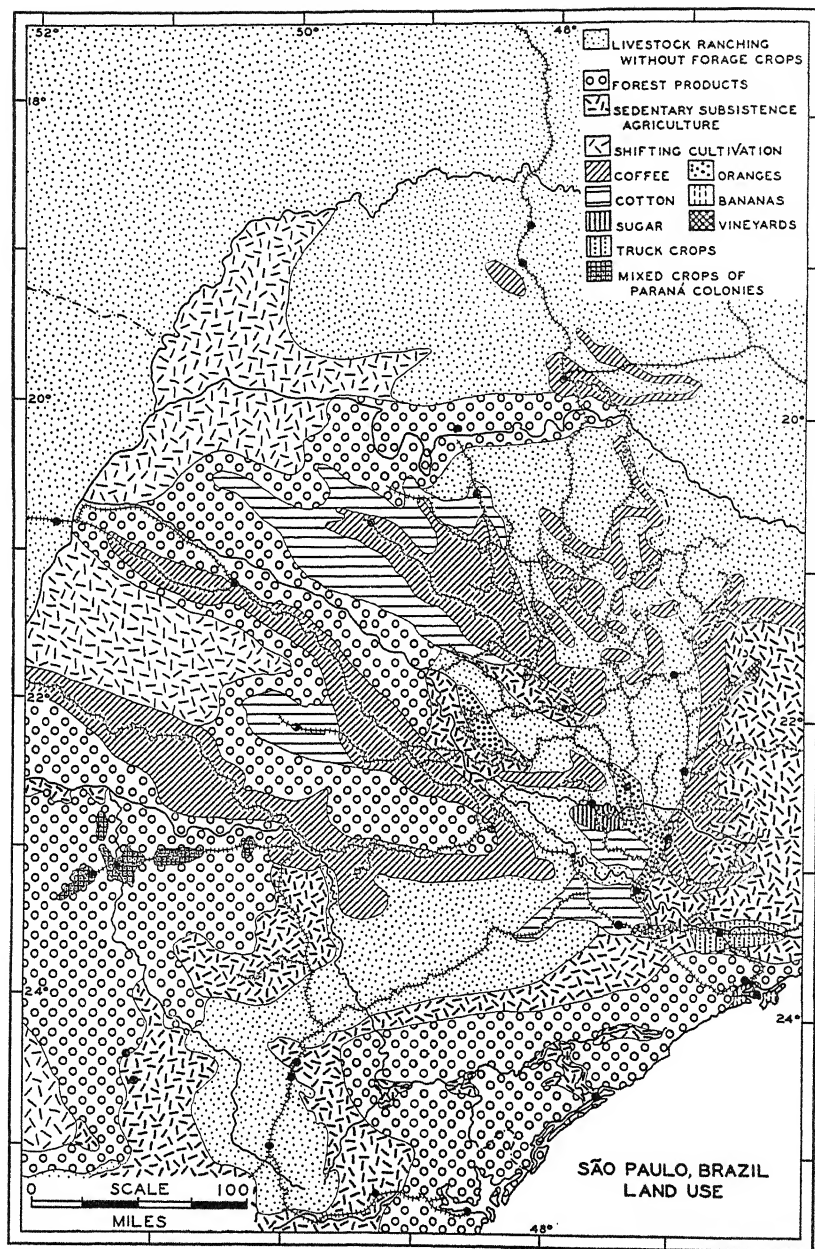 52°
50°
48°
18°
20°
20°
22°
22°
24°
24°
48°
LIVESTOCK RANCHING
WITHOUT FORAGE CROPS
FOREST PRODUCTS
SEDENTARY SUBSISTENCE
AGRICULTURE
SHIFTING CULTIVATION
COFFEE
ORANGES
COTTON
BANANAS
SUGAR
VINEYARDS
TRUCK CROPS
MIXED CROPS OF
PARANÁ COLONIES
SÃO PAULO, BRAZIL
LAND USE
0 SCALE 100
MILES